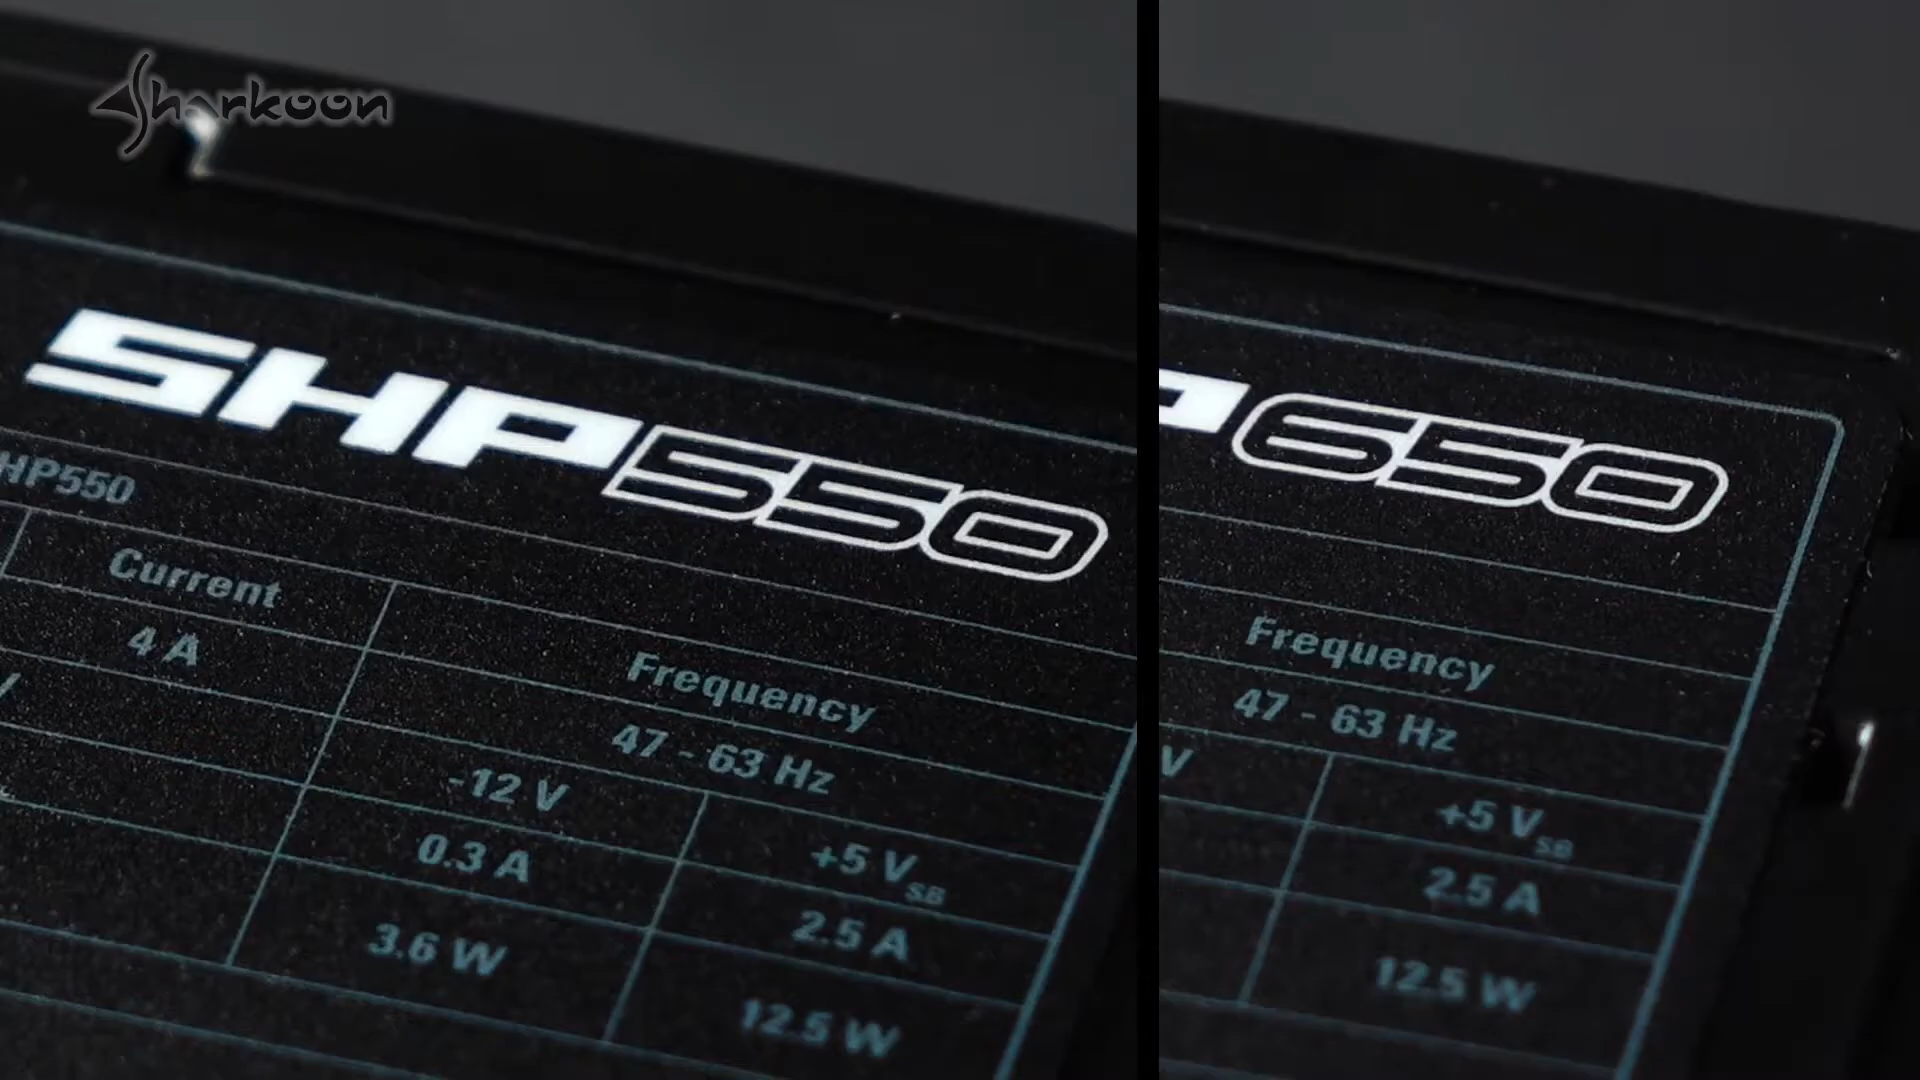 Sharkoon
SHP550
HP550
Current
4 A
Frequency
47 - 63 Hz
V
-12 V
0.3 A
3.6 W
+5 VSB
2.5 A
12.5 W
P650
Frequency
47 - 63 Hz
V
+5 VSB
2.5 A
12.5 W